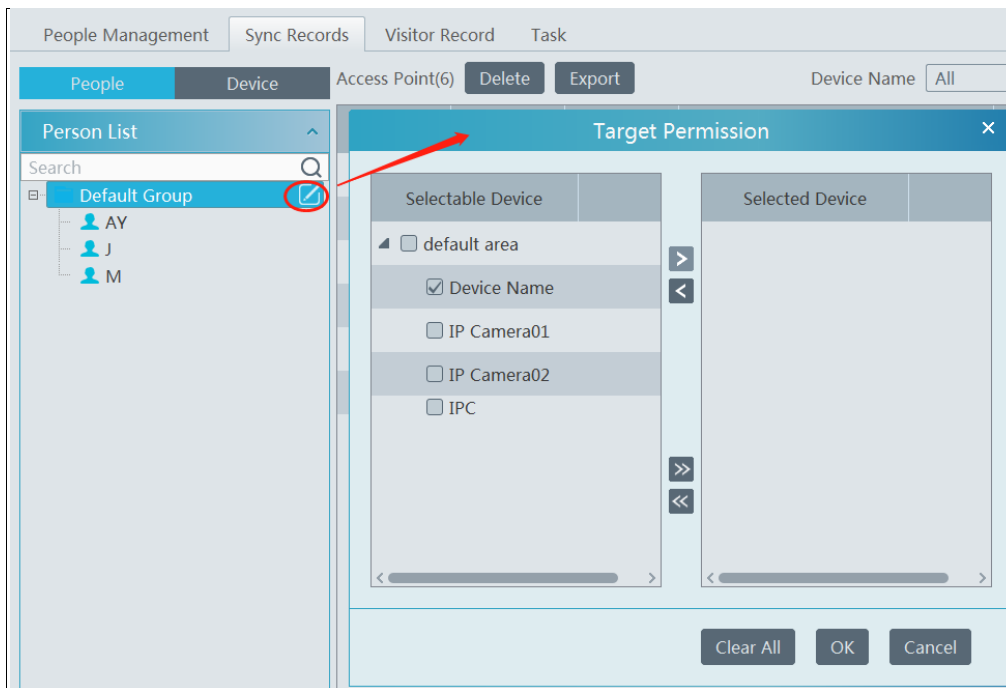 People Management Sync Records Visitor Record Task
People Device Access Point(6) Delete Export Device Name All
Person List
Target Permission
Search
Default Group
AY
J
M
Selectable Device
Selected Device
default area
Device Name
IP Camera01
IP Camera02
IPC
Clear All OK Cancel